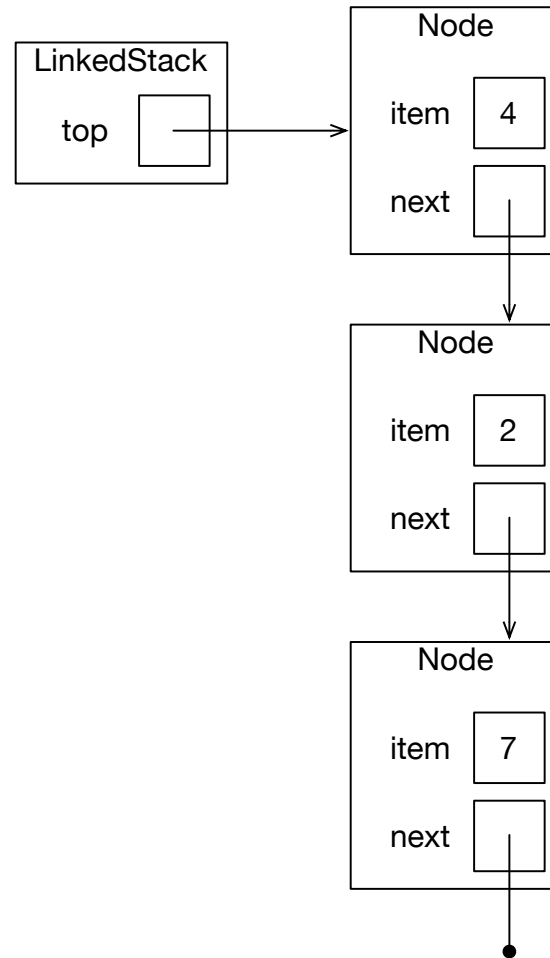 LinkedStack
top
Node
item 4
next
Node
item 2
next
Node
item 7
next